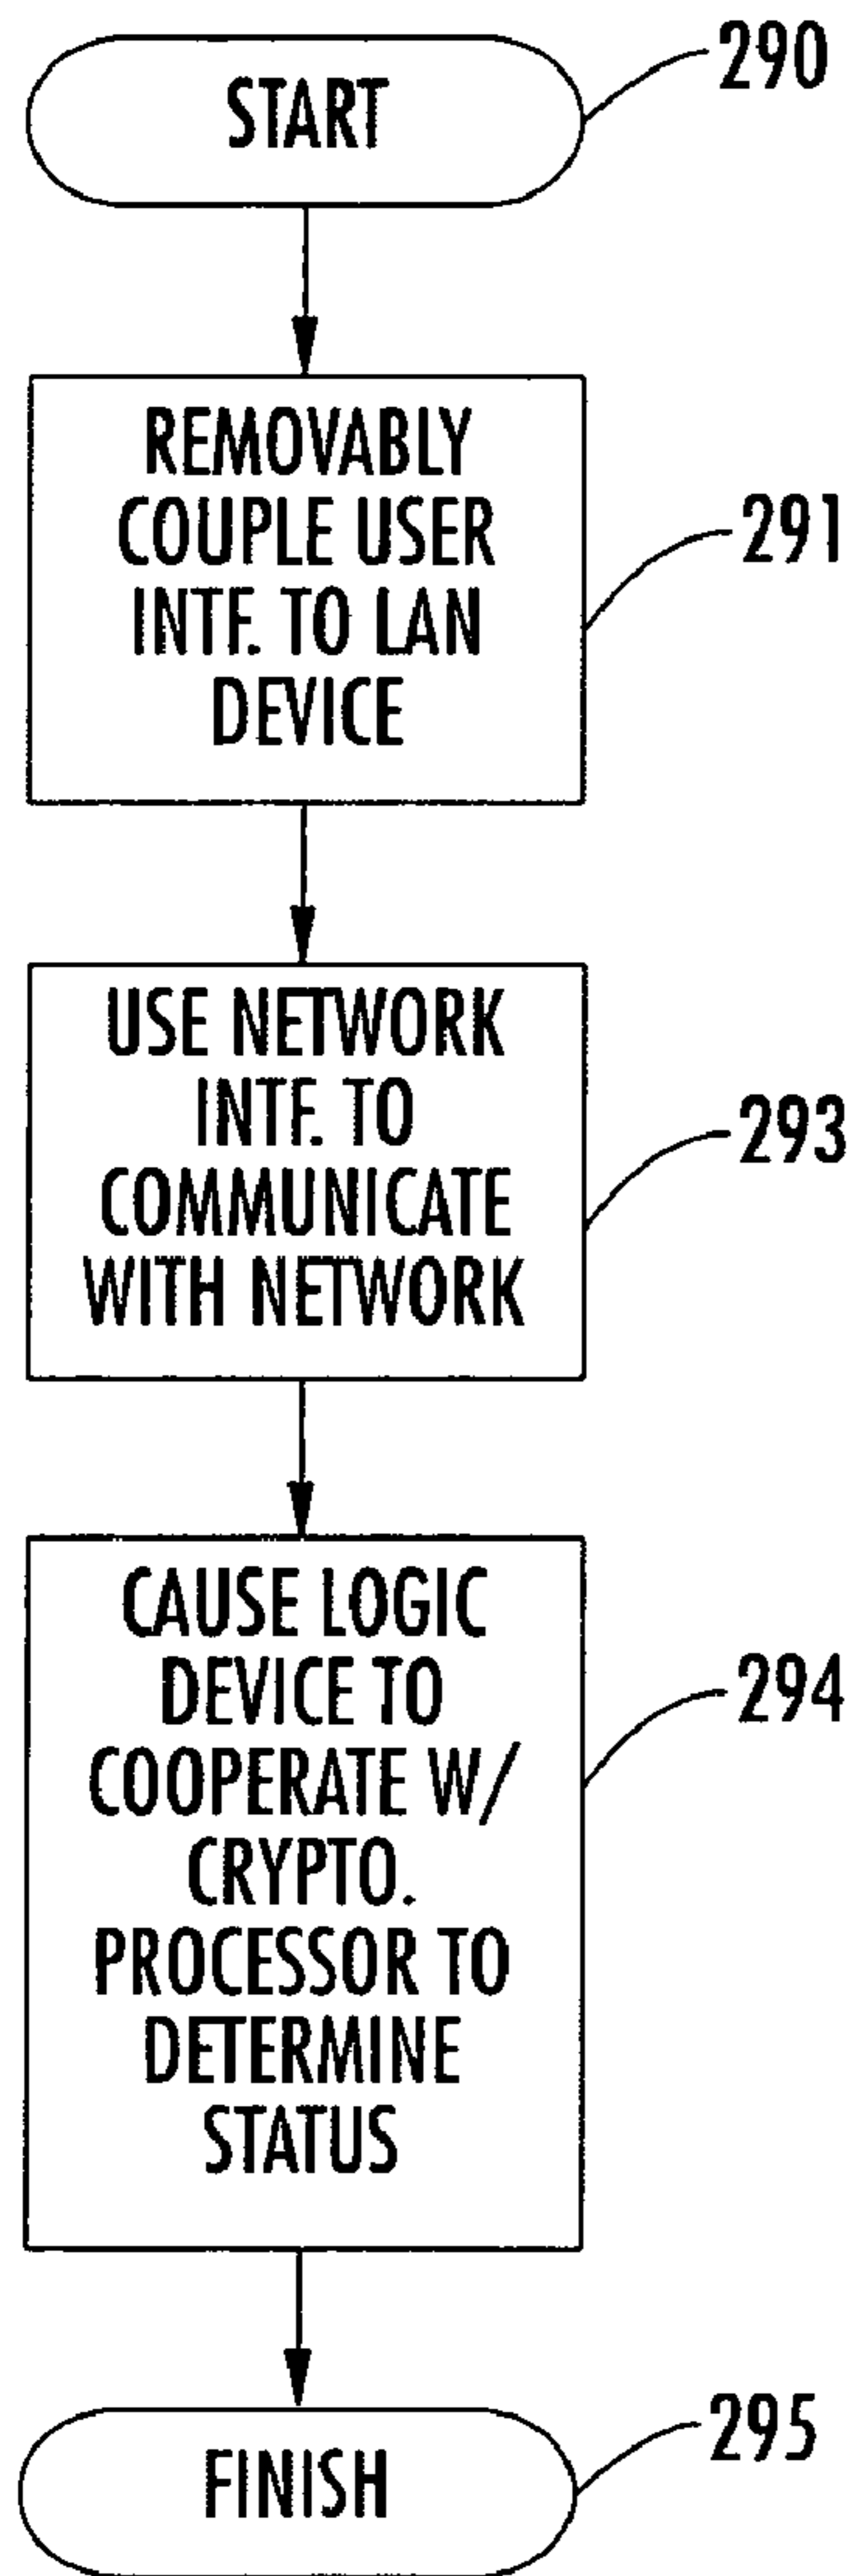 START
290
REMOVABLY
COUPLE USER
INTF. TO LAN
DEVICE
291
USE NETWORK
INTF. TO
COMMUNICATE
WITH NETWORK
293
CAUSE LOGIC
DEVICE TO
COOPERATE W/
CRYPTO.
PROCESSOR TO
DETERMINE
STATUS
294
FINISH
295